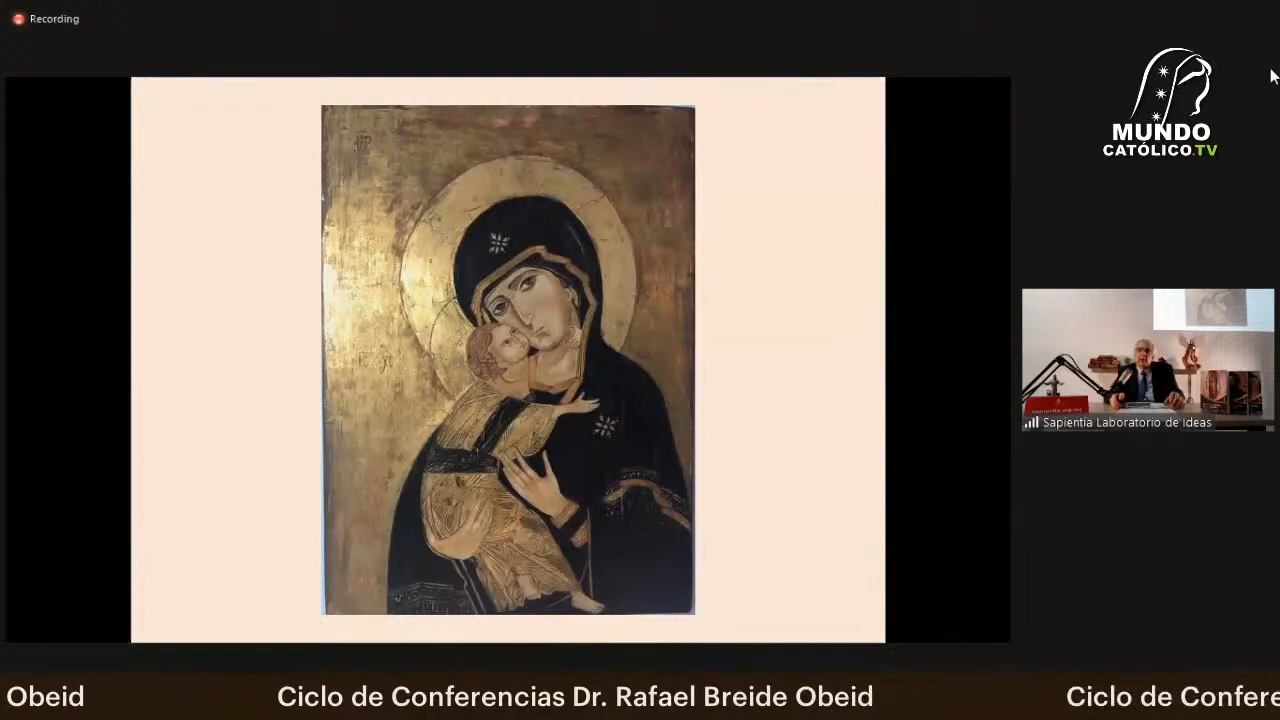 Recording
MUNDO
CATÓLICO.TV
Sapientia Laboratorio de Ideas
Obeid
Ciclo de Conferencias Dr. Rafael Breide Obeid
Ciclo de Confere